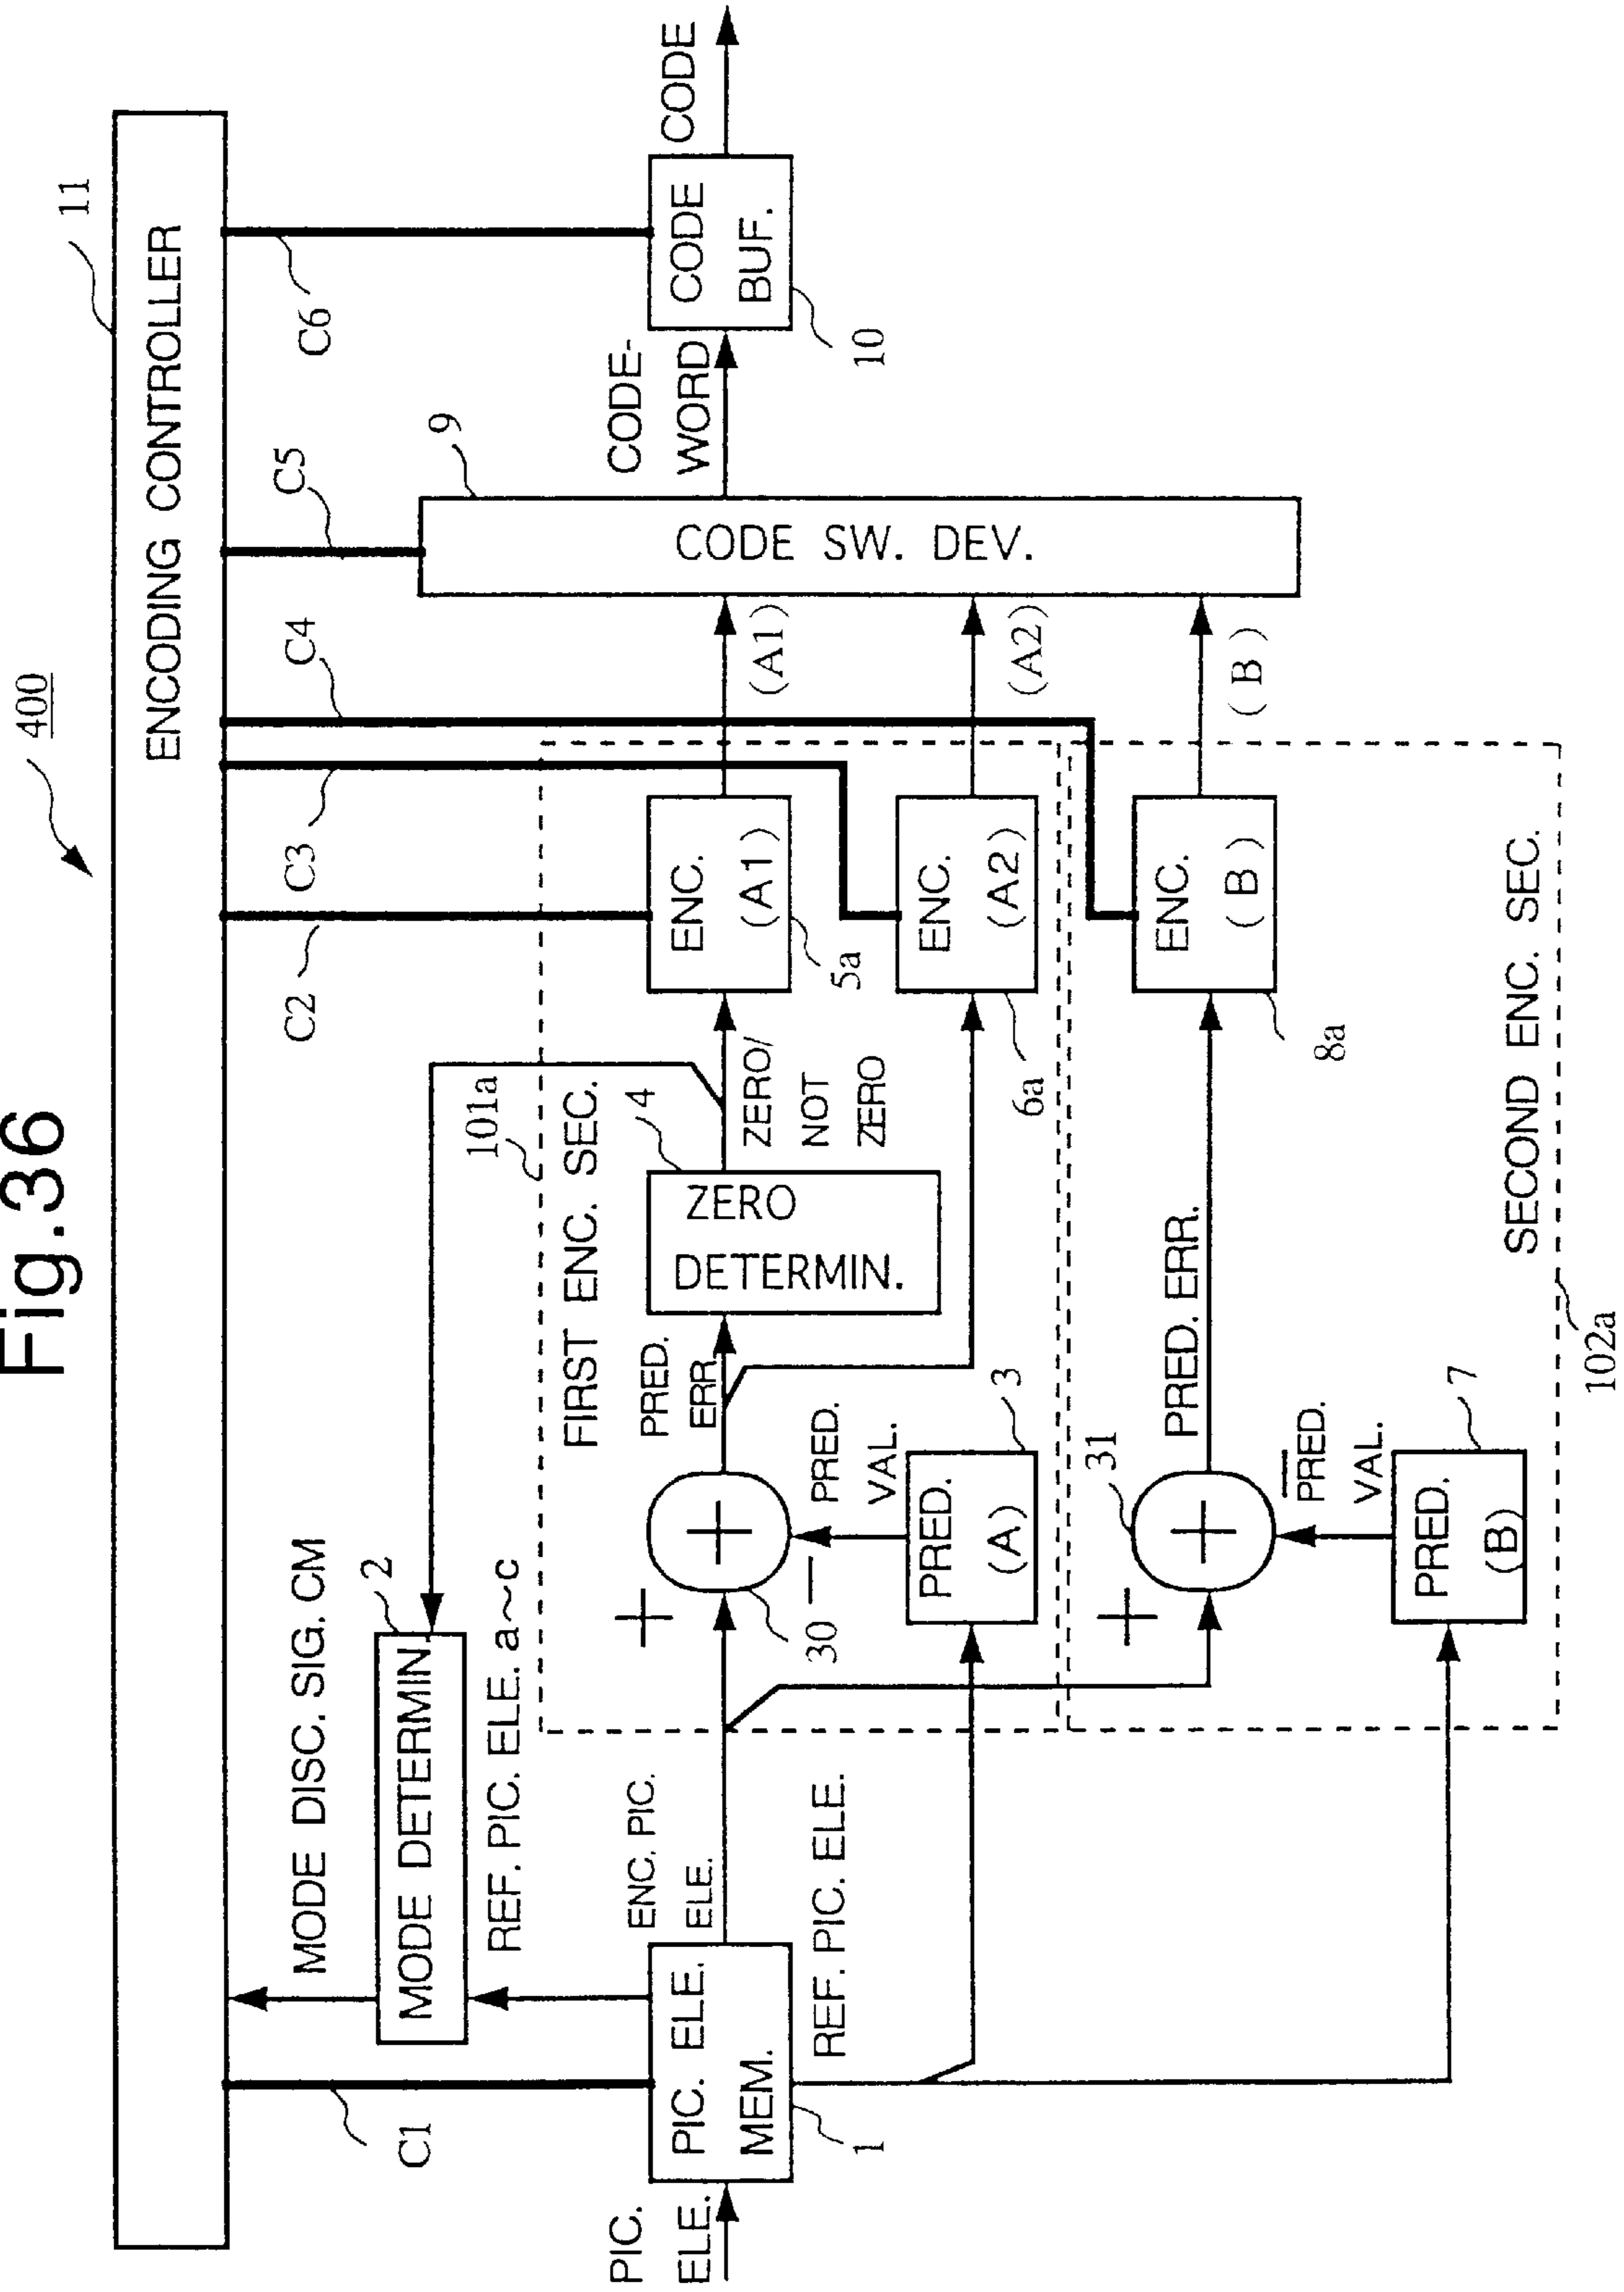 Fig.36
400
11
ENCODING CONTROLLER
C1
MODE DISC. SIG. CM
C2
C3
C4
C5
C6
2
MODE DETERMIN.
REF. PIC. ELE. a~c
101a
FIRST ENC. SEC.
PIC.
ELE.
PIC. ELE.
MEM.
1
ENC. PIC.
ELE.
REF. PIC. ELE.
+
+
30
−
PRED.
VAL.
PRED.
(A)
3
PRED.
ERR.
4
ZERO
DETERMIN.
ZERO/
NOT
ZERO
ENC.
(A1)
5a
ENC.
(A2)
6a
(A1)
(A2)
(B)
9
CODE SW. DEV.
CODE-
WORD
CODE
BUF.
10
CODE
+
+
31
−
PRED.
VAL.
PRED.
(B)
7
PRED. ERR.
ENC.
(B)
8a
SECOND ENC. SEC.
102a